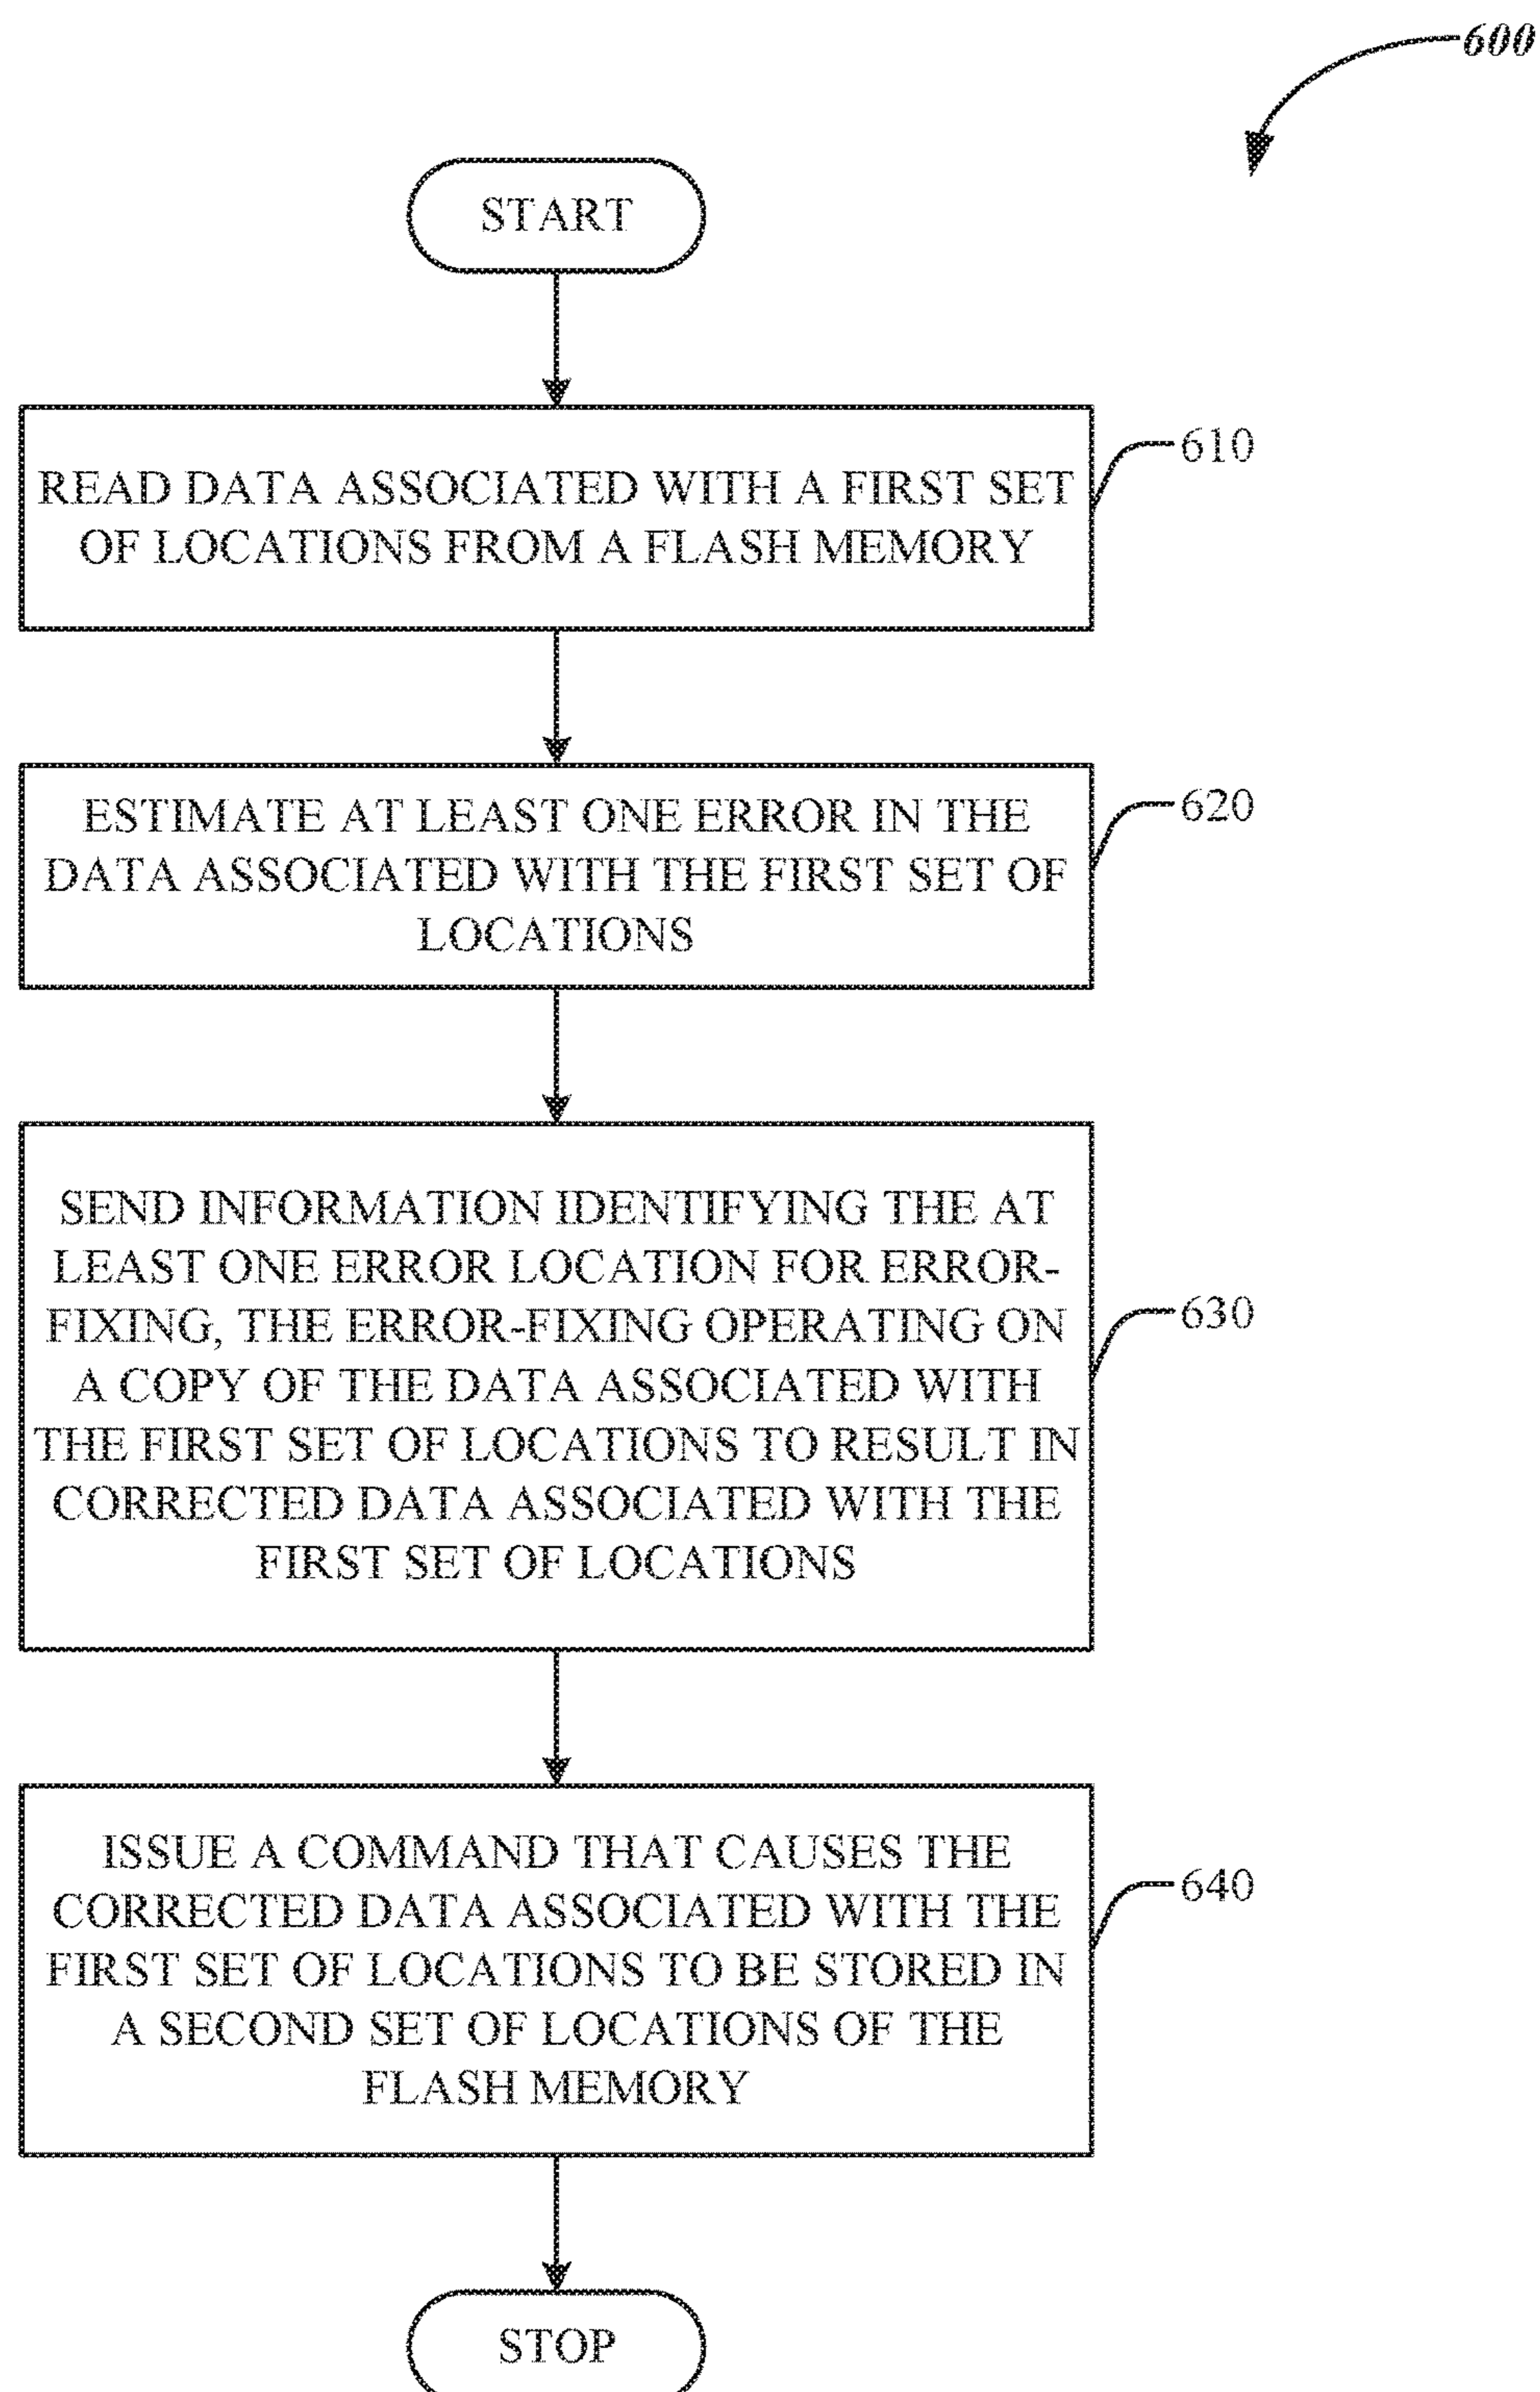 600
START
READ DATA ASSOCIATED WITH A FIRST SET
OF LOCATIONS FROM A FLASH MEMORY
610
ESTIMATE AT LEAST ONE ERROR IN THE
DATA ASSOCIATED WITH THE FIRST SET OF
LOCATIONS
620
SEND INFORMATION IDENTIFYING THE AT
LEAST ONE ERROR LOCATION FOR ERROR-
FIXING, THE ERROR-FIXING OPERATING ON
A COPY OF THE DATA ASSOCIATED WITH
THE FIRST SET OF LOCATIONS TO RESULT IN
CORRECTED DATA ASSOCIATED WITH THE
FIRST SET OF LOCATIONS
630
ISSUE A COMMAND THAT CAUSES THE
CORRECTED DATA ASSOCIATED WITH THE
FIRST SET OF LOCATIONS TO BE STORED IN
A SECOND SET OF LOCATIONS OF THE
FLASH MEMORY
640
STOP